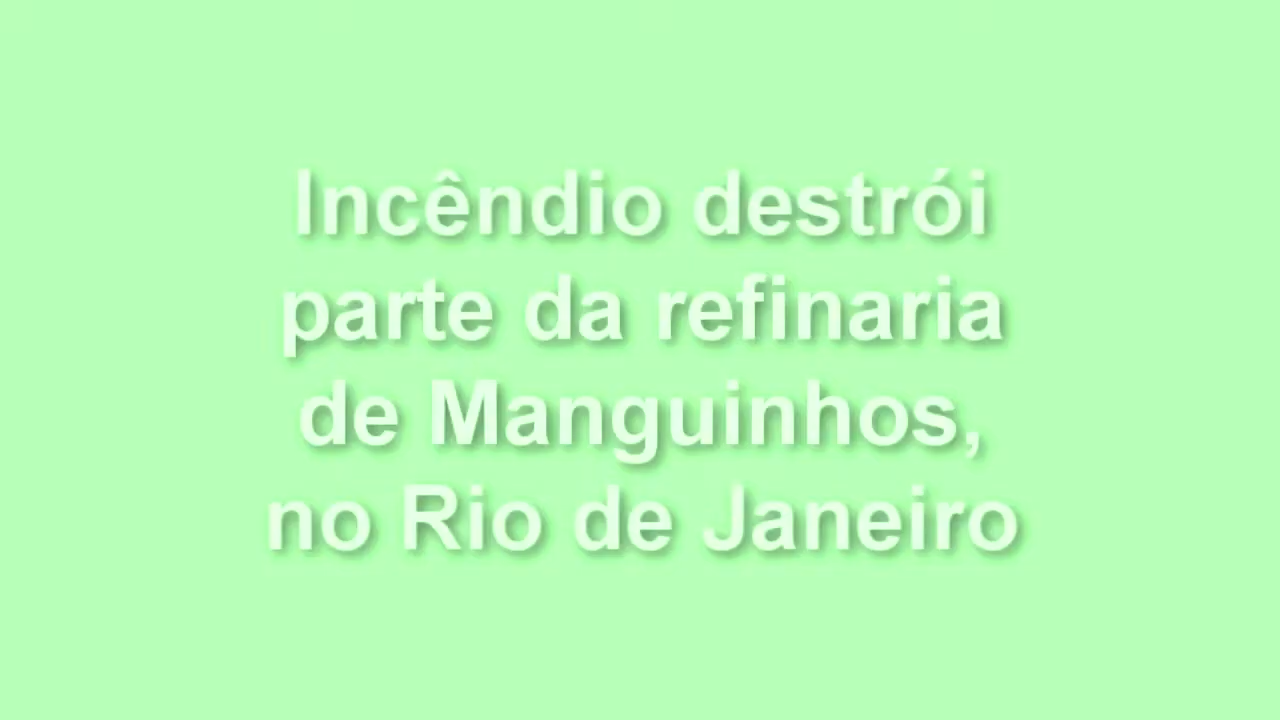 Incêndio destrói
parte da refinaria
de Manguinhos,
no Rio de Janeiro